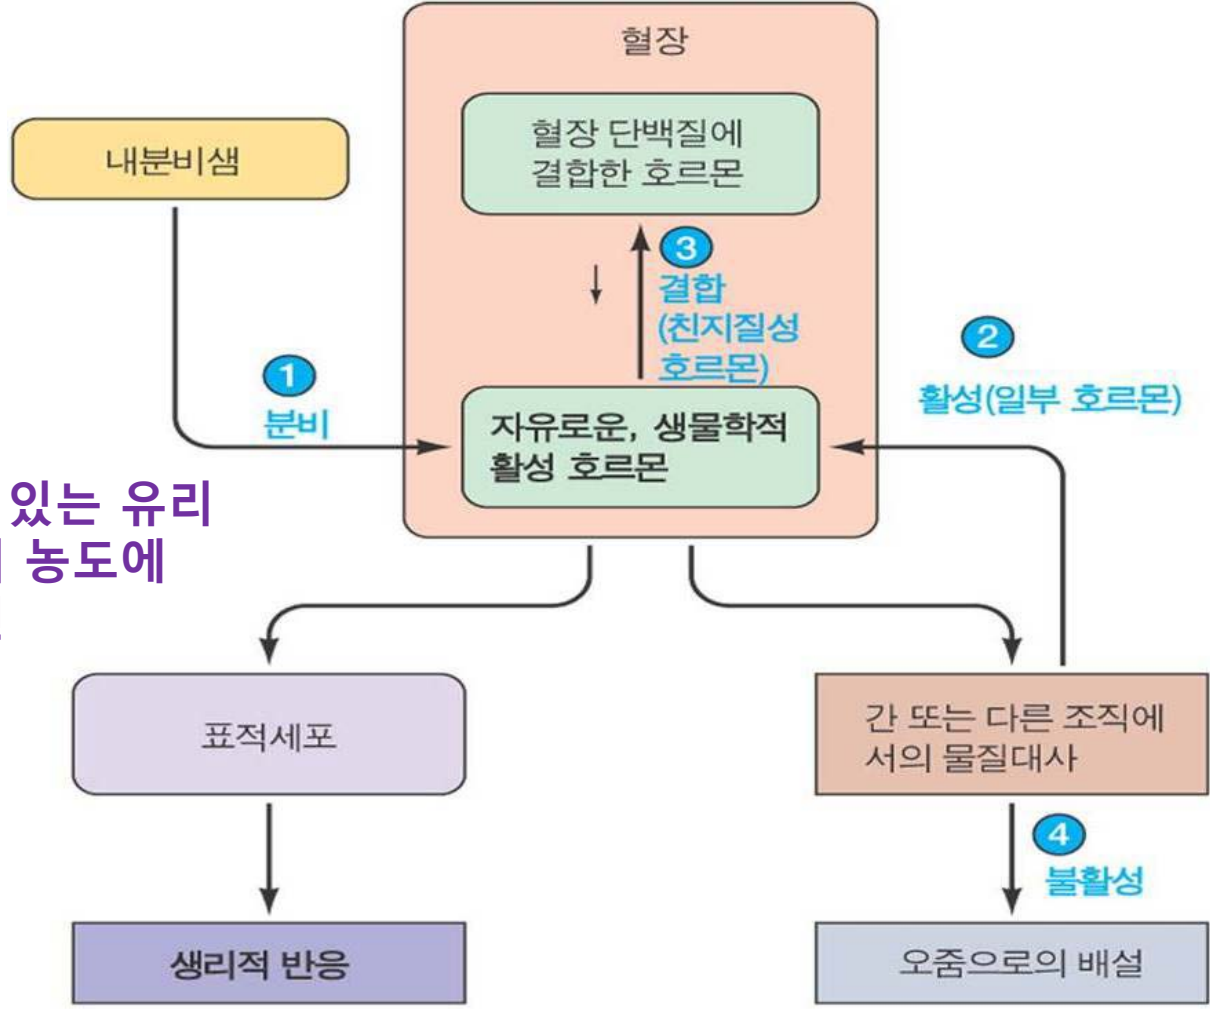 혈장
내분비샘
혈장 단백질에
결합한 호르몬
3
결합
(친지질성
호르몬)
1
분비
2
활성(일부 호르몬)
자유로운, 생물학적
활성 호르몬
있는 유리
농도에
표적세포
간 또는 다른 조직에
서의 물질대사
4
불활성
생리적 반응
오줌으로의 배설